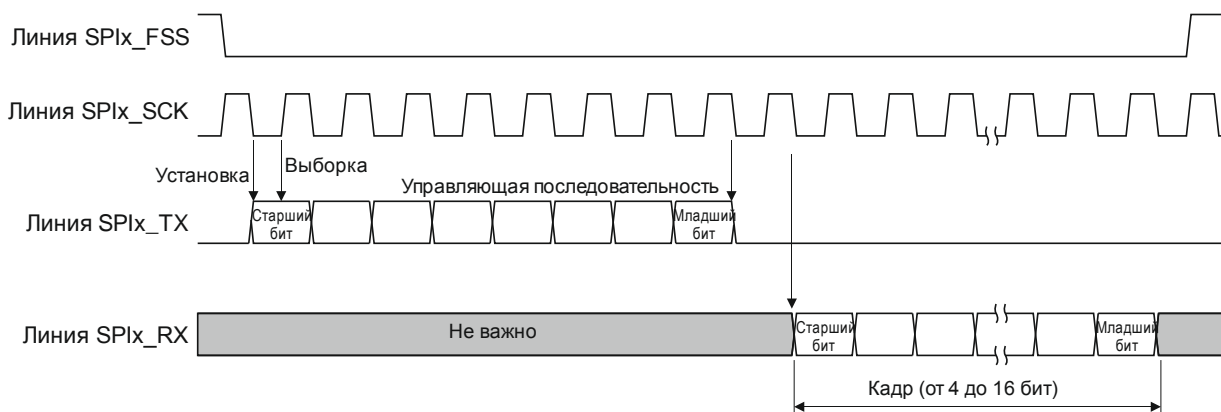 Линия SPIx_FSS
Линия SPIx_SCK
Установка
Выборка
Управляющая последовательность
Линия SPIx_TX
Старший
бит
Младший
бит
Линия SPIx_RX
Не важно
Старший
бит
Младший
бит
Кадр (от 4 до 16 бит)